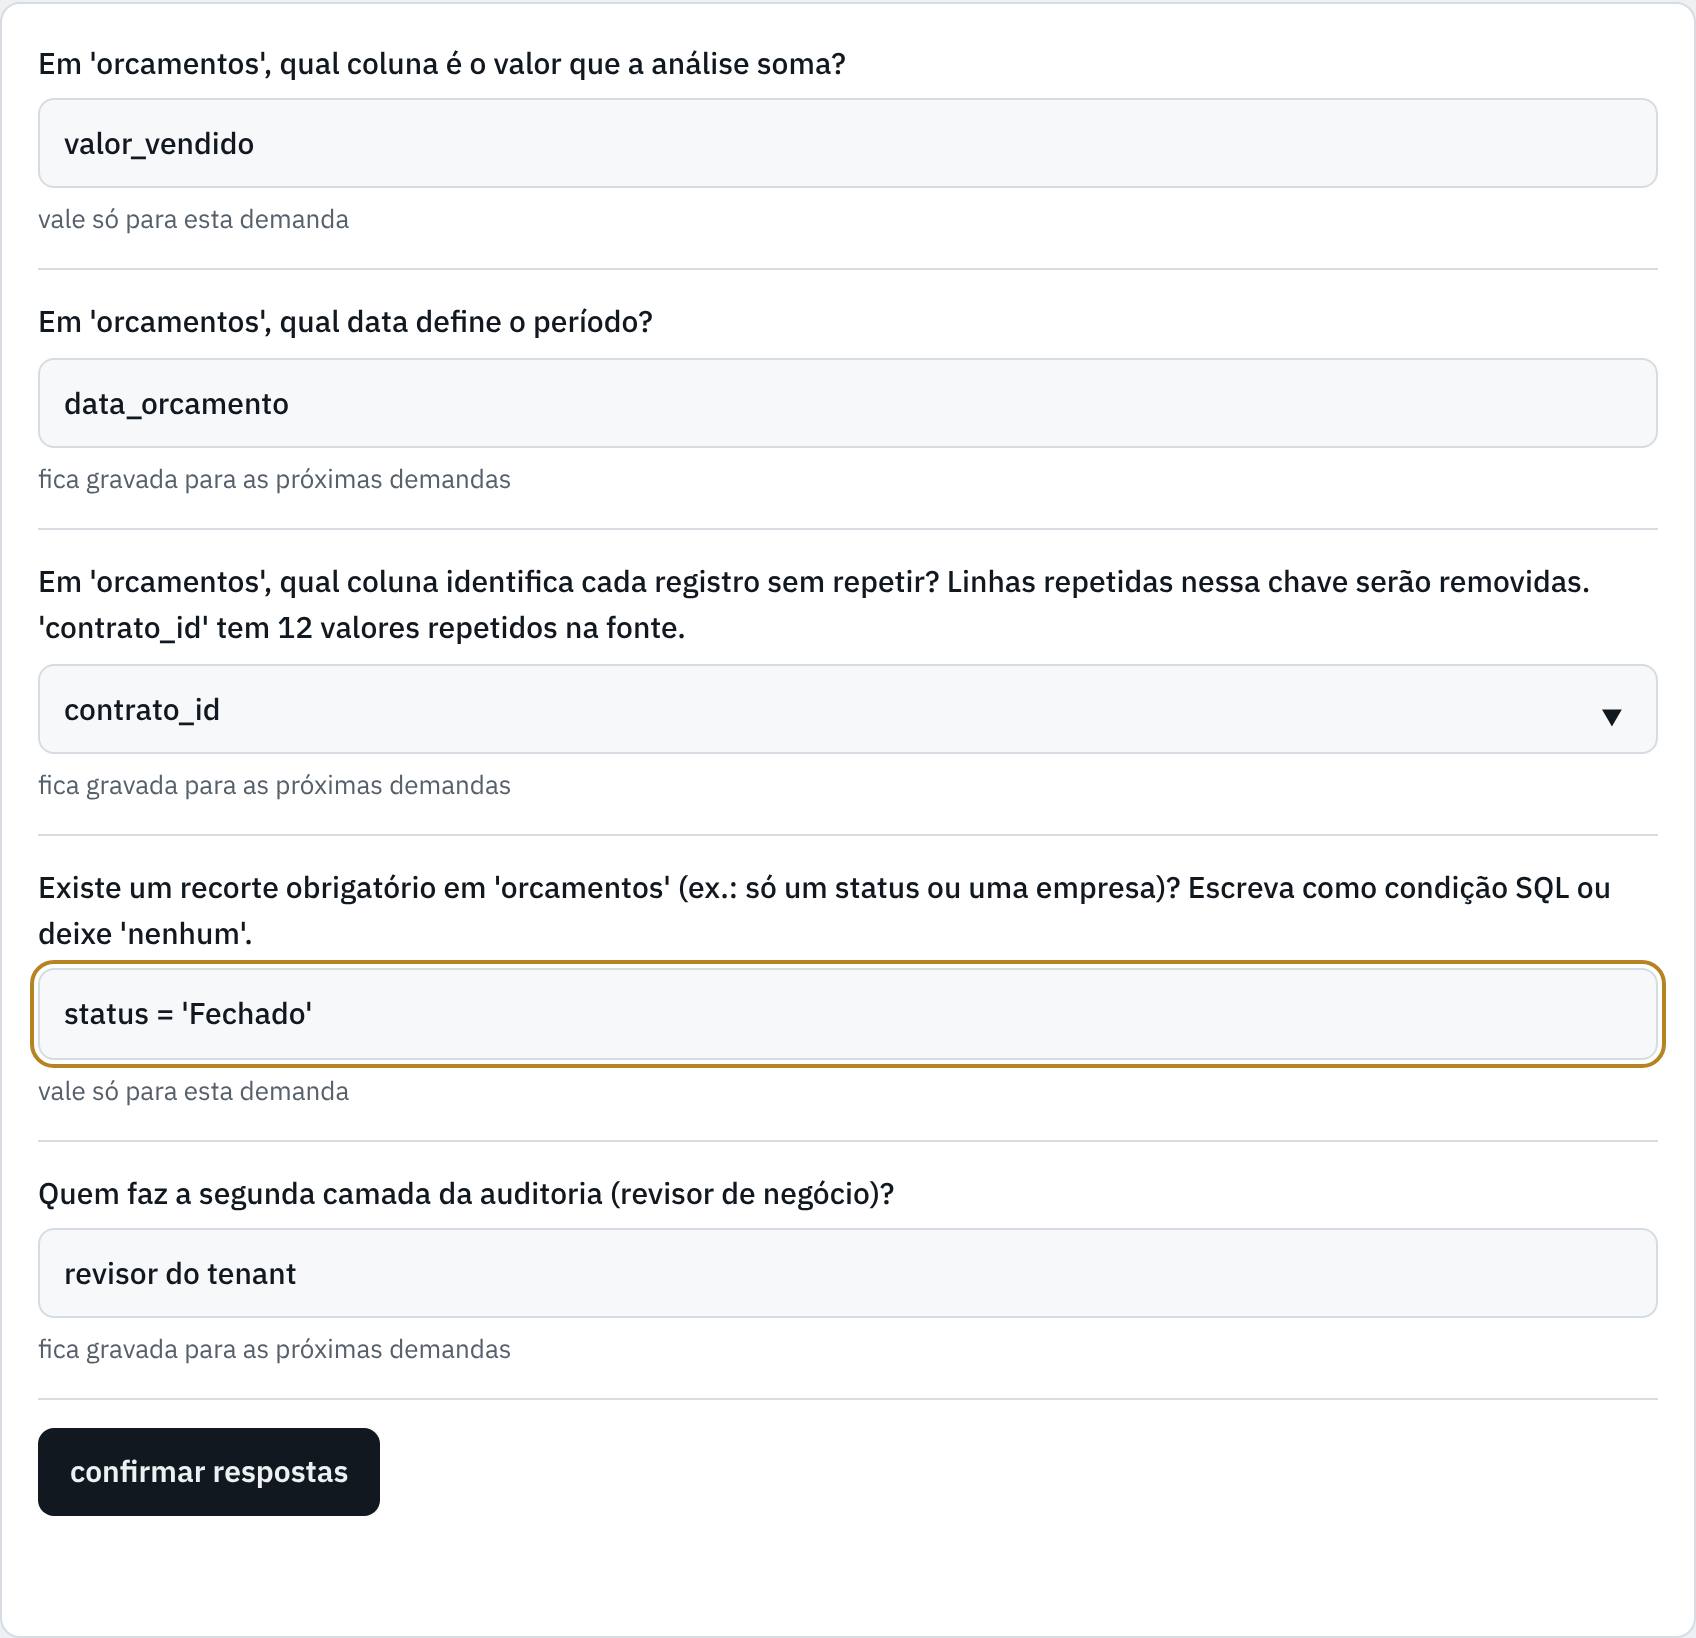 Em 'orcamentos', qual coluna é o valor que a análise soma?
valor_vendido
vale só para esta demanda
Em 'orcamentos', qual data define o período?
data_orcamento
fica gravada para as próximas demandas
Em 'orcamentos', qual coluna identifica cada registro sem repetir? Linhas repetidas nessa chave serão removidas.
'contrato_id' tem 12 valores repetidos na fonte.
contrato_id
fica gravada para as próximas demandas
Existe um recorte obrigatório em 'orcamentos' (ex.: só um status ou uma empresa)? Escreva como condição SQL ou
deixe 'nenhum'.
status = 'Fechado'
vale só para esta demanda
Quem faz a segunda camada da auditoria (revisor de negócio)?
revisor do tenant
fica gravada para as próximas demandas
confirmar respostas